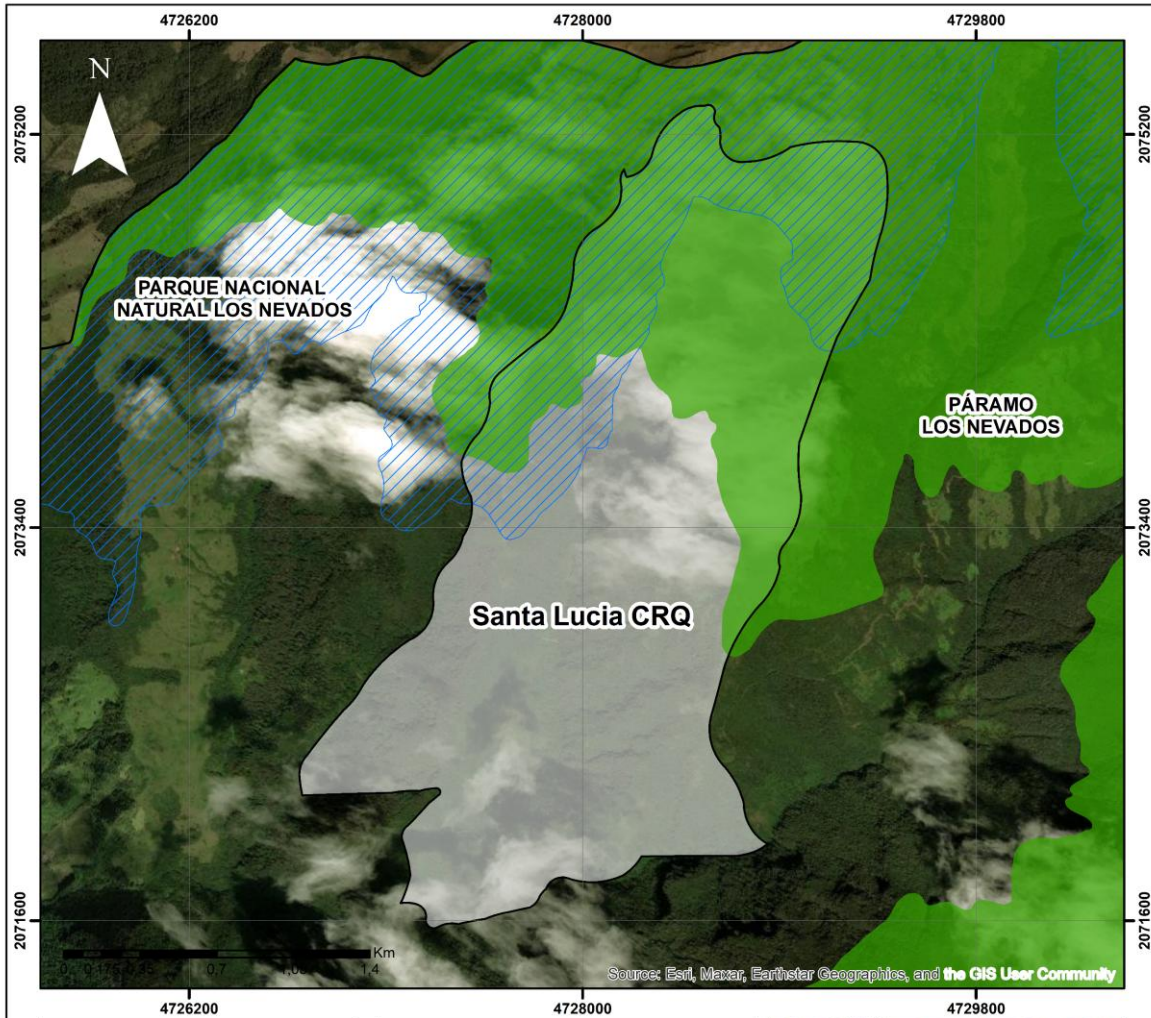 4726200
4728000
4729800
N
2075200
2075200
PARQUE NACIONAL
NATURAL LOS NEVADOS
PÁRAMO
LOS NEVADOS
2073400
2073400
Santa Lucia CRQ
2071600
2071600
Km
0 0,175 0,35 0,7 1,4
Source: Esri, Maxar, Earthstar Geographics, and the GIS User Community
4726200
4728000
4729800